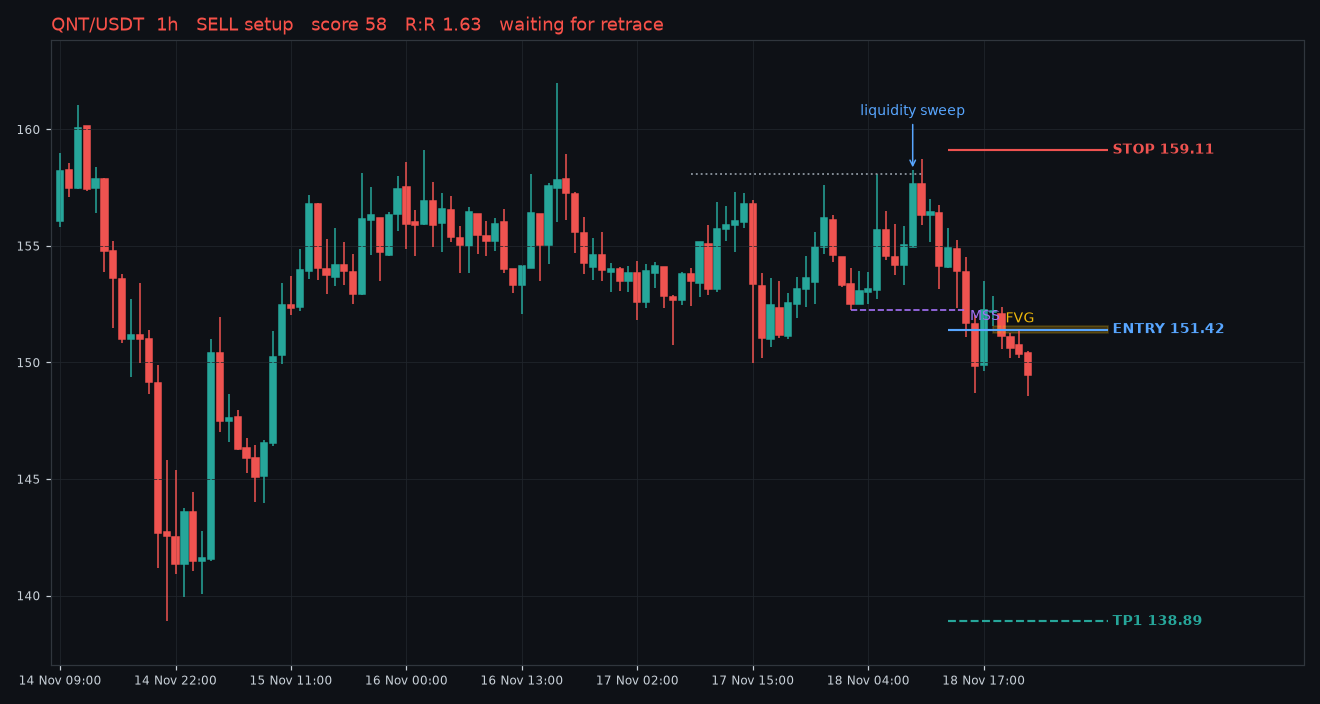 QNT/USDT 1h SELL setup score 58 R:R 1.63 waiting for retrace
liquidity sweep
160
STOP 159.11
155
MSS
FVG
ENTRY 151.42
150
145
140
TP1 138.89
14 Nov 09:00
14 Nov 22:00
15 Nov 11:00
16 Nov 00:00
16 Nov 13:00
17 Nov 02:00
17 Nov 15:00
18 Nov 04:00
18 Nov 17:00